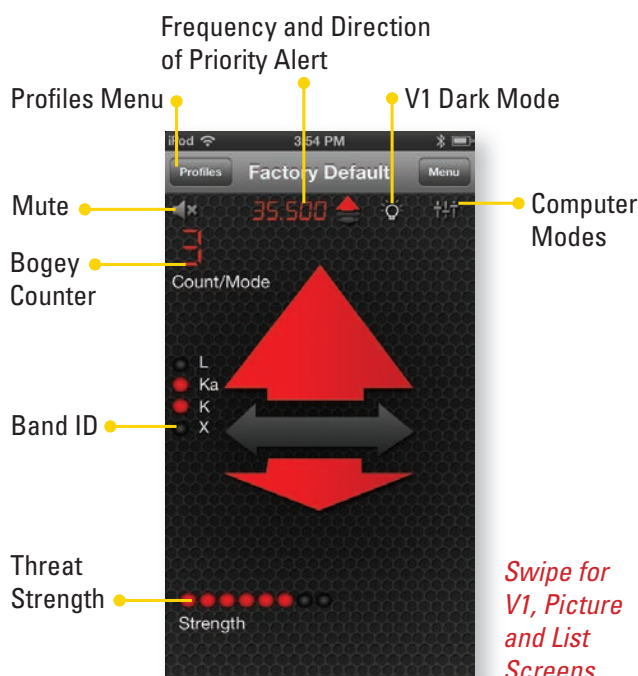 Frequency and Direction
of Priority Alert
Profiles Menu
V1 Dark Mode
iPod
3:54 PM
Profiles
Factory Default
Menu
Mute
35.500
Computer
Modes
Bogey
Counter
3
Count/Mode
L
Ka
K
X
Band ID
Threat
Strength
Strength
Swipe for
V1, Picture
and List
Screens